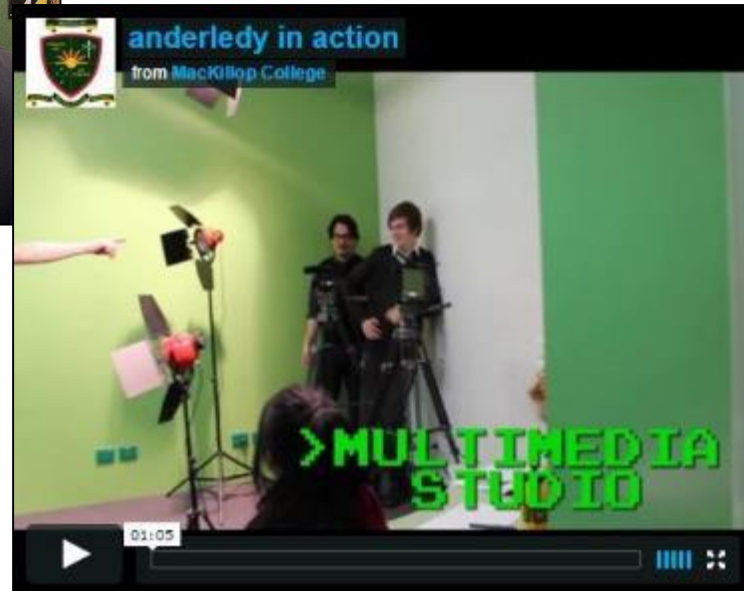 anderledy in action
from MacKillop College
>MULTIMEDIA
STUDIO
01:05